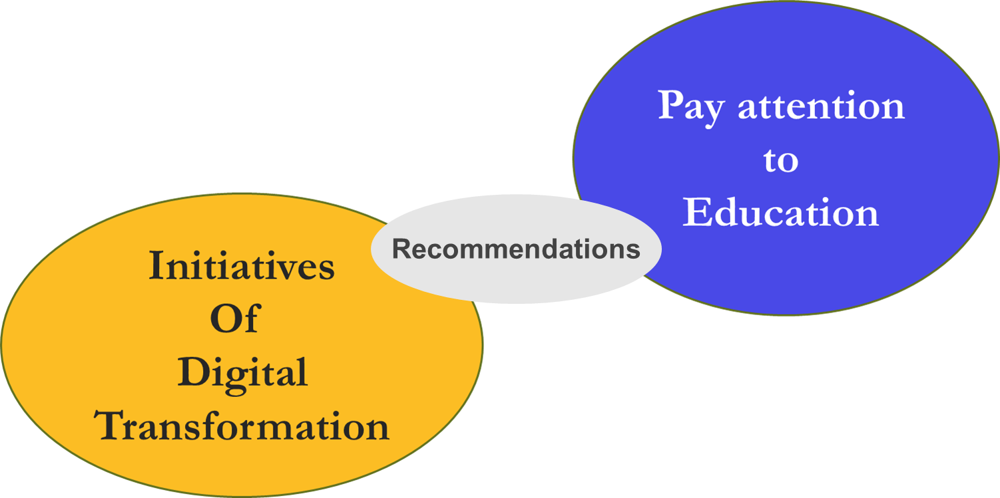 Pay attention
to
Education
Recommendations
Initiatives
Of
Digital
Transformation